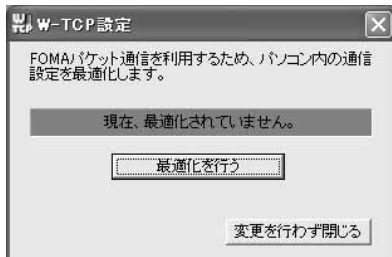 W-TCP設定
FOMAパケット通信を利用するため、パソコン内の通信
設定を最適化します。
現在、最適化されていません。
最適化を行う
変更を行わず閉じる